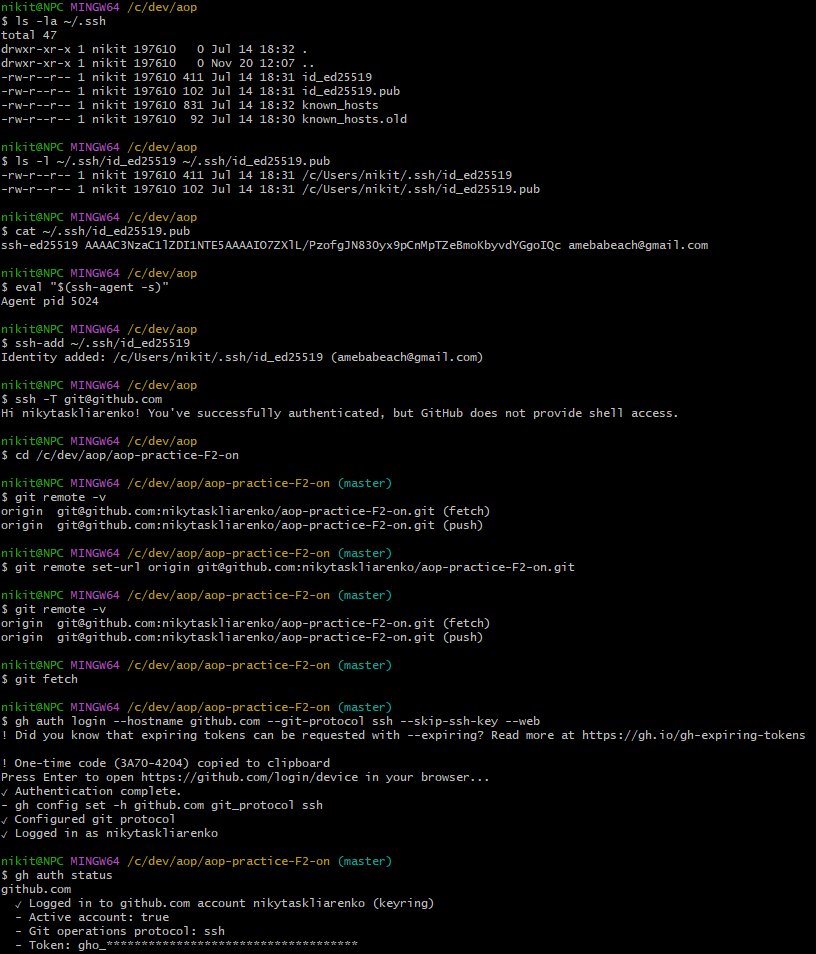 nikit@NPC MINGW64 /c/dev/aop
$ ls -la ~/.ssh
total 47
drwxr-xr-x 1 nikit 197610   0 Jul 14 18:32 .
drwxr-xr-x 1 nikit 197610   0 Nov 20 12:07 ..
-rw-r--r-- 1 nikit 197610 411 Jul 14 18:31 id_ed25519
-rw-r--r-- 1 nikit 197610 102 Jul 14 18:31 id_ed25519.pub
-rw-r--r-- 1 nikit 197610 831 Jul 14 18:32 known_hosts
-rw-r--r-- 1 nikit 197610  92 Jul 14 18:30 known_hosts.old
nikit@NPC MINGW64 /c/dev/aop
$ ls -l ~/.ssh/id_ed25519 ~/.ssh/id_ed25519.pub
-rw-r--r-- 1 nikit 197610 411 Jul 14 18:31 /c/Users/nikit/.ssh/id_ed25519
-rw-r--r-- 1 nikit 197610 102 Jul 14 18:31 /c/Users/nikit/.ssh/id_ed25519.pub
nikit@NPC MINGW64 /c/dev/aop
$ cat ~/.ssh/id_ed25519.pub
ssh-ed25519 AAAAC3NzaC1lZDI1NTE5AAAAIO7ZXlL/PzofgJN83Oyx9pCnMpTZeBmoKbyvdYGgoIQc amebabeach@gmail.com
nikit@NPC MINGW64 /c/dev/aop
$ eval "$(ssh-agent -s)"
Agent pid 5024
nikit@NPC MINGW64 /c/dev/aop
$ ssh-add ~/.ssh/id_ed25519
Identity added: /c/Users/nikit/.ssh/id_ed25519 (amebabeach@gmail.com)
nikit@NPC MINGW64 /c/dev/aop
$ ssh -T git@github.com
Hi nikytaskliarenko! You've successfully authenticated, but GitHub does not provide shell access.
nikit@NPC MINGW64 /c/dev/aop
$ cd /c/dev/aop/aop-practice-F2-on
nikit@NPC MINGW64 /c/dev/aop/aop-practice-F2-on (master)
$ git remote -v
origin  git@github.com:nikytaskliarenko/aop-practice-F2-on.git (fetch)
origin  git@github.com:nikytaskliarenko/aop-practice-F2-on.git (push)
nikit@NPC MINGW64 /c/dev/aop/aop-practice-F2-on (master)
$ git remote set-url origin git@github.com:nikytaskliarenko/aop-practice-F2-on.git
nikit@NPC MINGW64 /c/dev/aop/aop-practice-F2-on (master)
$ git remote -v
origin  git@github.com:nikytaskliarenko/aop-practice-F2-on.git (fetch)
origin  git@github.com:nikytaskliarenko/aop-practice-F2-on.git (push)
nikit@NPC MINGW64 /c/dev/aop/aop-practice-F2-on (master)
$ git fetch
nikit@NPC MINGW64 /c/dev/aop/aop-practice-F2-on (master)
$ gh auth login --hostname github.com --git-protocol ssh --skip-ssh-key --web
! Did you know that expiring tokens can be requested with --expiring? Read more at https://gh.io/gh-expiring-tokens
! One-time code (3A70-4204) copied to clipboard
Press Enter to open https://github.com/login/device in your browser...
✓ Authentication complete.
- gh config set -h github.com git_protocol ssh
✓ Configured git protocol
✓ Logged in as nikytaskliarenko
nikit@NPC MINGW64 /c/dev/aop/aop-practice-F2-on (master)
$ gh auth status
github.com
  ✓ Logged in to github.com account nikytaskliarenko (keyring)
  - Active account: true
  - Git operations protocol: ssh
  - Token: gho_************************************